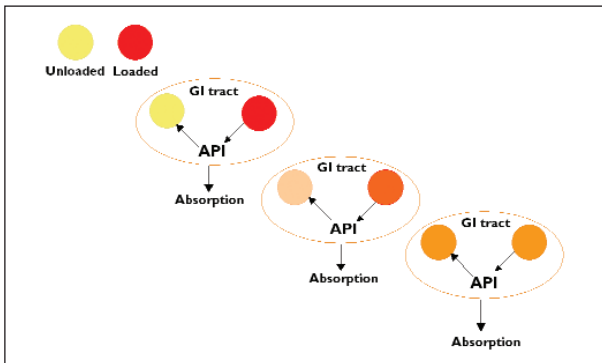 Unloaded Loaded
GI tract
API
Absorption
GI tract
API
Absorption
GI tract
API
Absorption